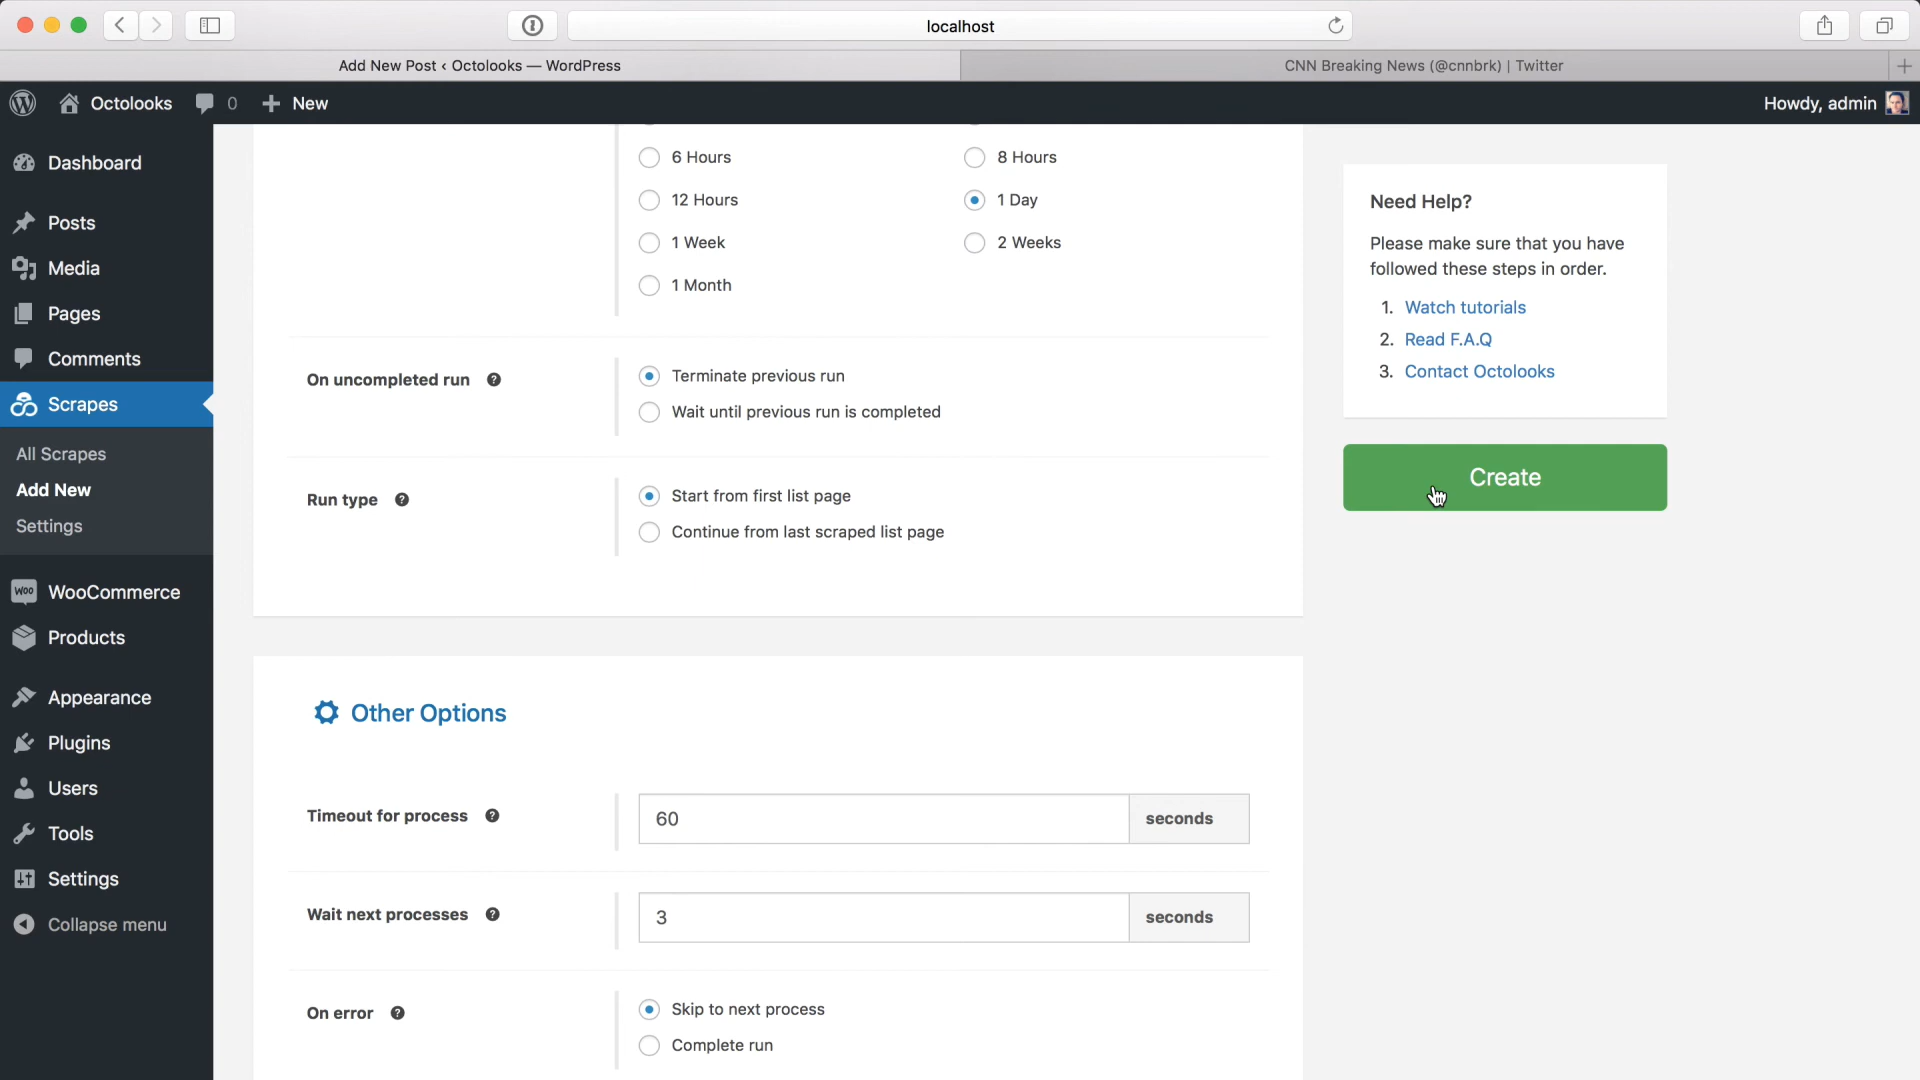 localhost
Add New Post ‹ Octolooks — WordPress
CNN Breaking News (@cnnbrk) | Twitter
Octolooks 0 + New
Howdy, admin
Dashboard
Posts
Media
Pages
Comments
Scrapes
All Scrapes
Add New
Settings
WooCommerce
Products
Appearance
Plugins
Users
Tools
Settings
Collapse menu
6 Hours
8 Hours
12 Hours
1 Day
1 Week
2 Weeks
1 Month
On uncompleted run
Terminate previous run
Wait until previous run is completed
Run type
Start from first list page
Continue from last scraped list page
Other Options
Timeout for process
60
seconds
Wait next processes
3
seconds
On error
Skip to next process
Complete run
Need Help?
Please make sure that you have
followed these steps in order.
1. Watch tutorials
2. Read F.A.Q
3. Contact Octolooks
Create